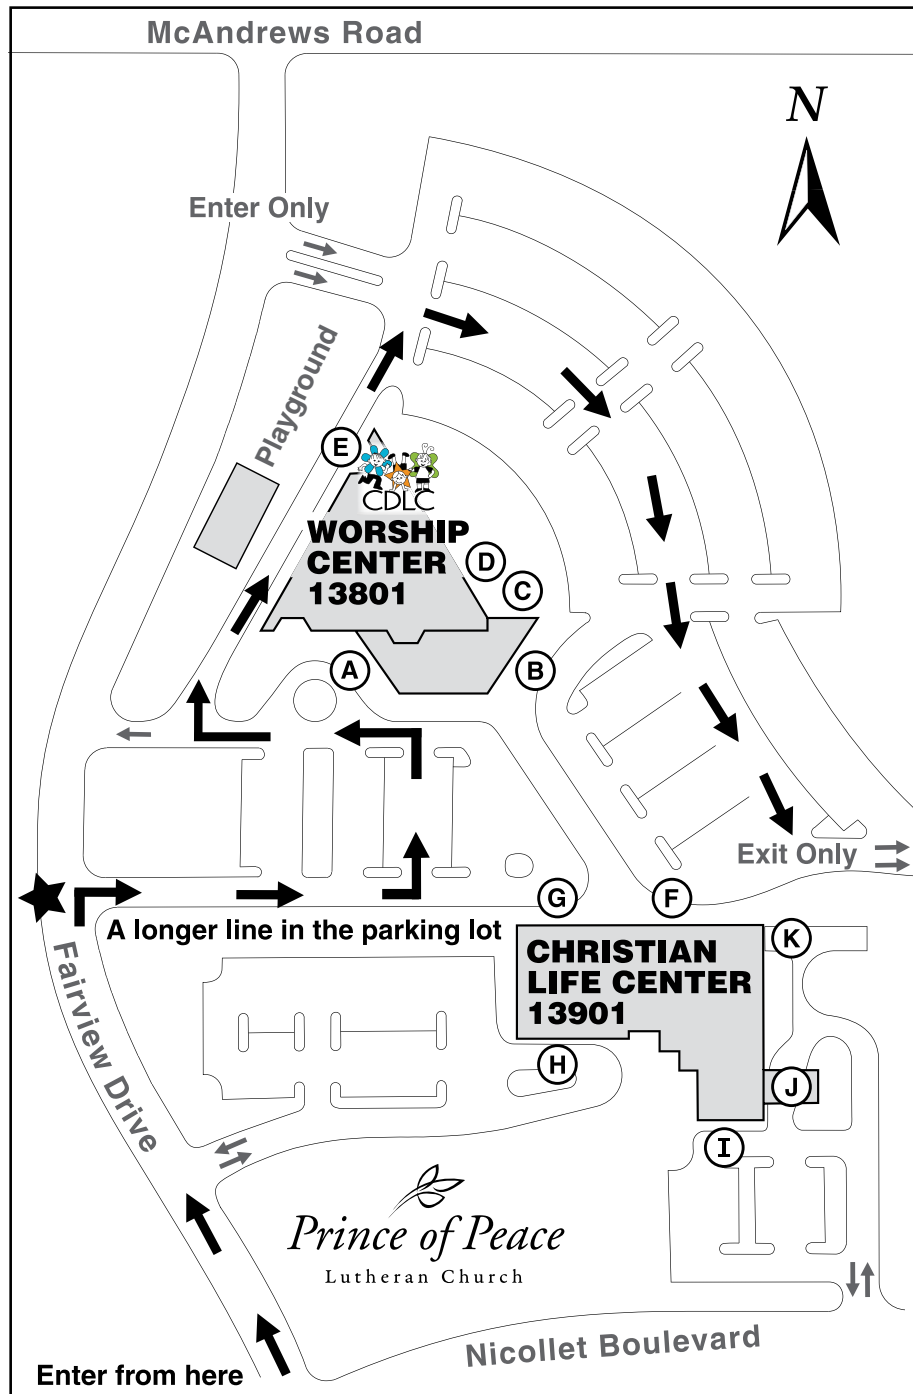 McAndrews Road
N
Enter Only
Playground
E
CDLC
WORSHIP
CENTER
13801
D
C
A
B
Exit Only
G
F
A longer line in the parking lot
K
CHRISTIAN
LIFE CENTER
13901
Fairview Drive
H
J
I
Prince of Peace
Lutheran Church
Nicollet Boulevard
Enter from here